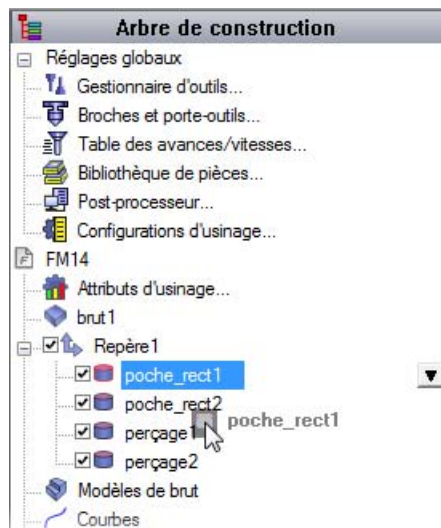 Arbre de construction
Réglages globaux
Gestionnaire d'outils...
Broches et porte-outils...
Table des avances/vitesses...
Bibliothèque de pièces...
Post-processeur...
Configurations d'usinage...
FM14
Attributs d'usinage...
brut1
Repère1
poche_rect1
poche_rect2
poche_rect1
perçage1
perçage2
Modèles de brut
Courbes